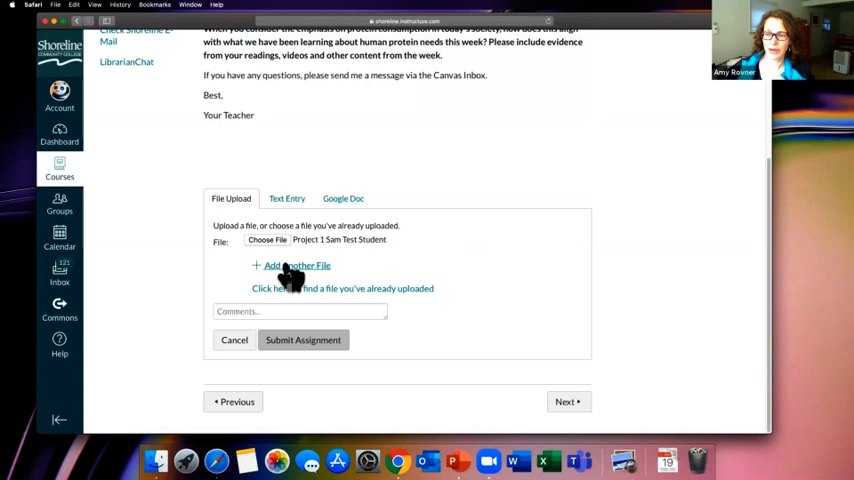 Safari File Edit View History Bookmarks Window Help
shoreline.instructure.com
Amy Rovner
Shoreline
COMMUNITY COLLEGE
Account
Dashboard
Courses
Groups
Calendar
121
Inbox
Commons
Help
Check Shoreline E-
Mail
LibrarianChat
When you consider the emphasis on protein consumption in today's society, how does this align
with what we have been learning about human protein needs this week? Please include evidence
from your readings, videos and other content from the week.
If you have any questions, please send me a message via the Canvas Inbox.
Best,
Your Teacher
File Upload Text Entry Google Doc
Upload a file, or choose a file you've already uploaded.
File: Choose File Project 1 Sam Test Student
+ Add Another File
Click here to find a file you've already uploaded
Comments...
Cancel Submit Assignment
Previous Next
19